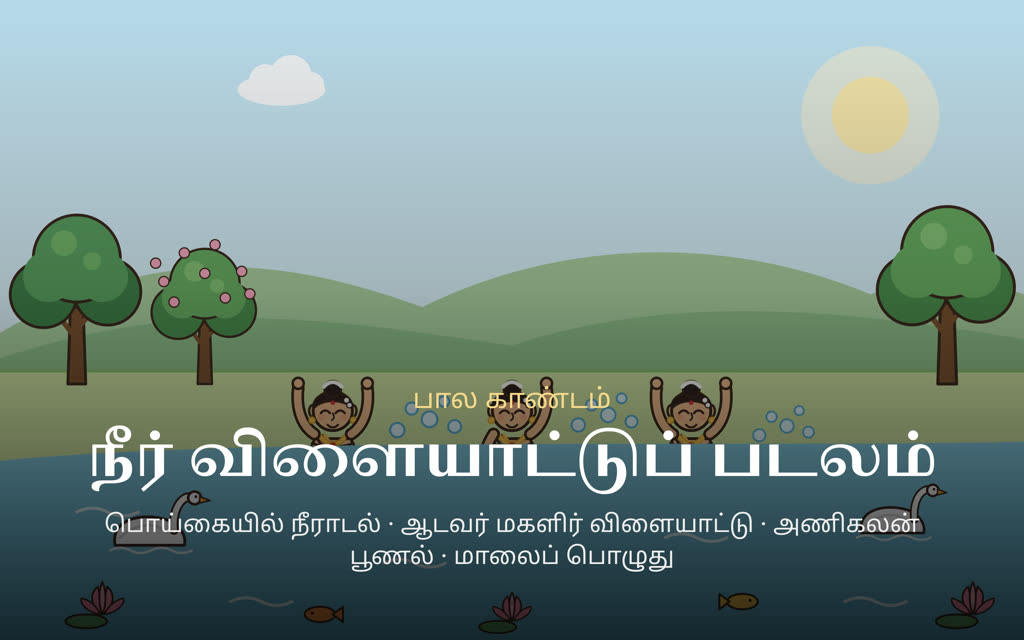 பால காண்டம்
நீர் விளையாட்டுப் படலம்
பொய்கையில் நீராடல் · ஆடவர் மகளிர் விளையாட்டு · அணிகலன்
பூணல் · மாலைப் பொழுது